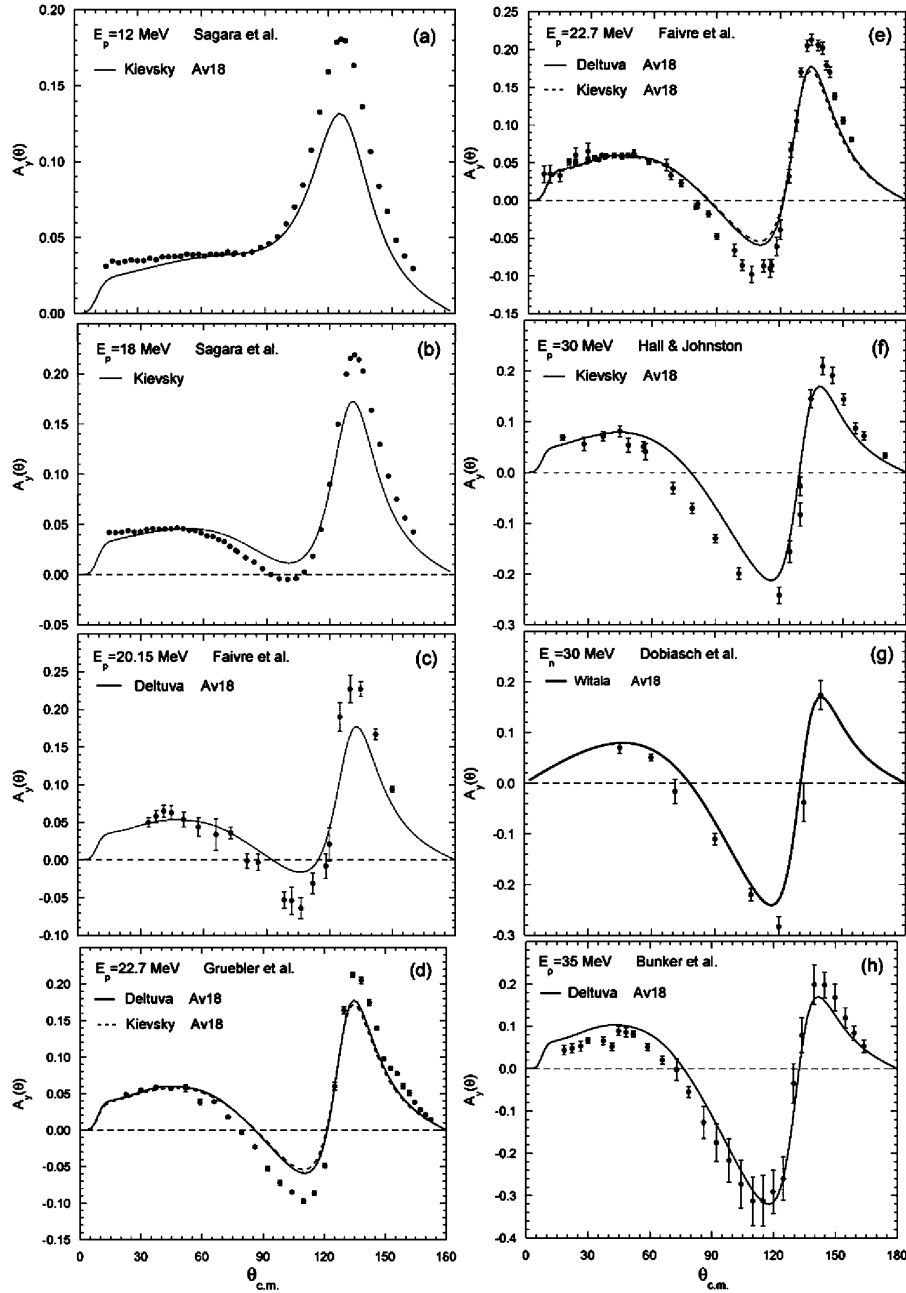 E_p=12 MeV Sagara et al. (a)
Kievsky Av18
A_y(θ)
0.20
0.15
0.10
0.05
0.00
E_p=18 MeV Sagara et al. (b)
Kievsky
A_y(θ)
0.20
0.15
0.10
0.05
0.00
-0.05
E_p=20.15 MeV Faivre et al. (c)
Deltuva Av18
A_y(θ)
0.25
0.20
0.15
0.10
0.05
0.00
-0.05
-0.10
E_p=22.7 MeV Gruebler et al. (d)
Deltuva Av18
Kievsky Av18
A_y(θ)
0.20
0.15
0.10
0.05
0.00
-0.05
-0.10
-0.15
0 30 60 90 120 150 180
θ_c.m.
E_p=22.7 MeV Faivre et al. (e)
Deltuva Av18
Kievsky Av18
A_y(θ)
0.25
0.20
0.15
0.10
0.05
0.00
-0.05
-0.10
-0.15
E_p=30 MeV Hall & Johnston (f)
Kievsky Av18
A_y(θ)
0.2
0.1
0.0
-0.1
-0.2
-0.3
E_n=30 MeV Dobiasch et al. (g)
Witala Av18
A_y(θ)
0.2
0.1
0.0
-0.1
-0.2
-0.3
E_p=35 MeV Bunker et al. (h)
Deltuva Av18
A_y(θ)
0.2
0.1
0.0
-0.1
-0.2
-0.3
-0.4
0 30 60 90 120 150 180
θ_c.m.